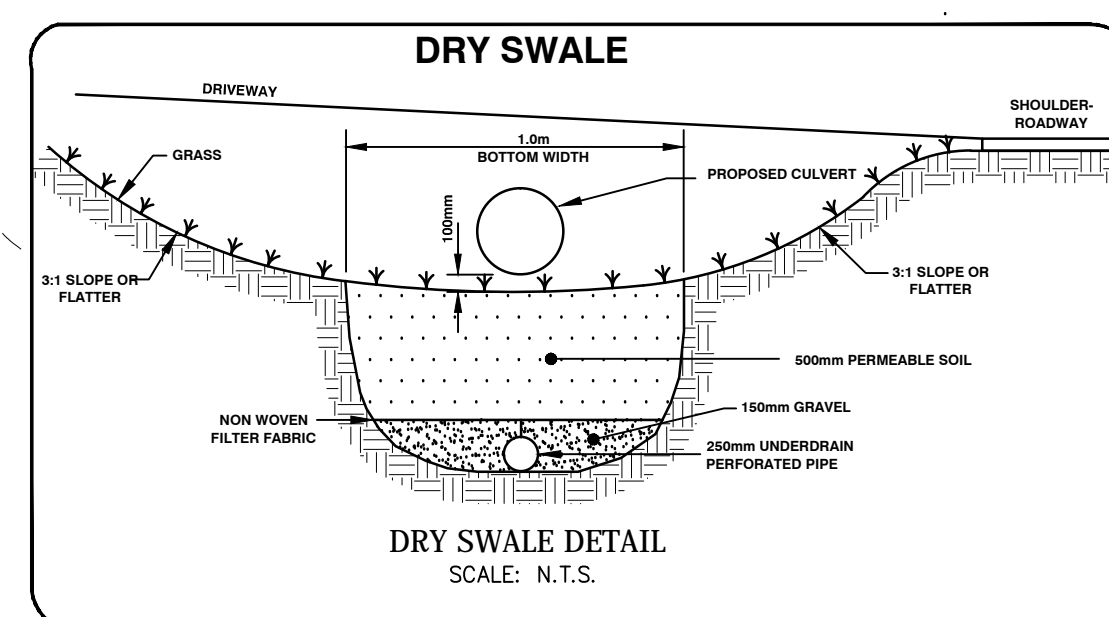 DRY SWALE
DRIVEWAY
SHOULDER-
ROADWAY
1.0m
BOTTOM WIDTH
GRASS
PROPOSED CULVERT
100mm
3:1 SLOPE OR
FLATTER
3:1 SLOPE OR
FLATTER
500mm PERMEABLE SOIL
150mm GRAVEL
NON WOVEN
FILTER FABRIC
250mm UNDERDRAIN
PERFORATED PIPE
DRY SWALE DETAIL
SCALE: N.T.S.